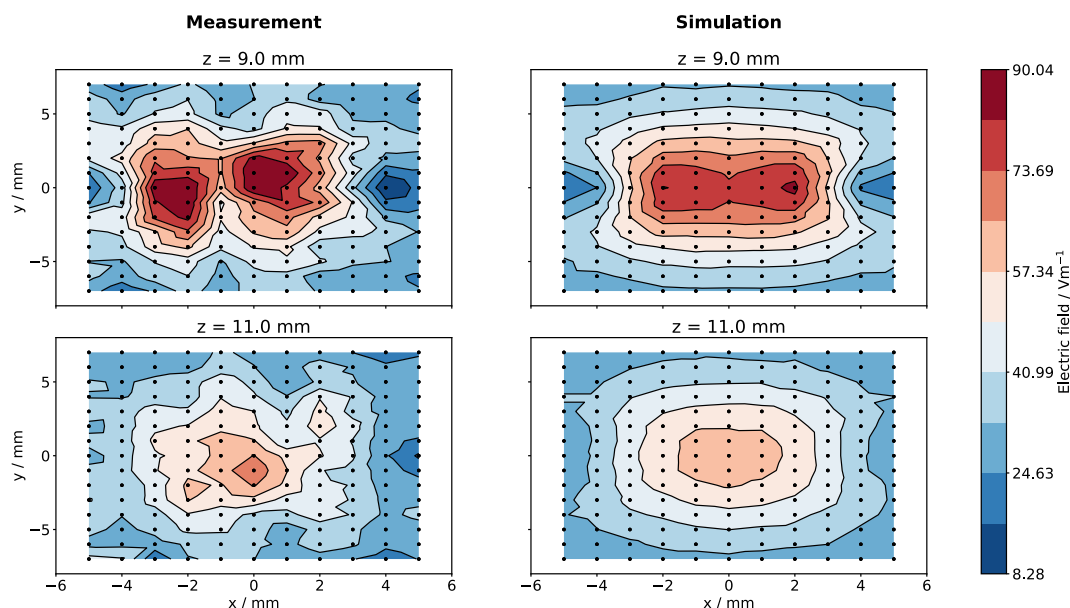 Measurement
Simulation
z = 9.0 mm
z = 9.0 mm
y / mm
5
0
−5
z = 11.0 mm
z = 11.0 mm
y / mm
5
0
−5
−6 −4 −2 0 2 4 6
−6 −4 −2 0 2 4 6
x / mm
x / mm
90.04
73.69
57.34
40.99
24.63
8.28
Electric field / Vm⁻¹